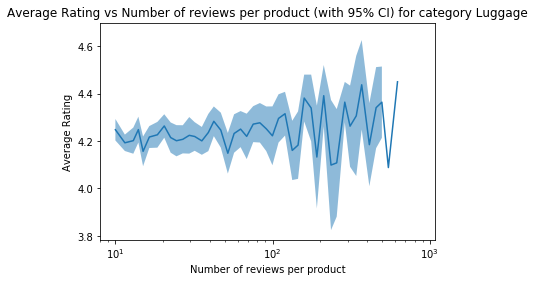 Average Rating vs Number of reviews per product (with 95% CI) for category Luggage
Average Rating
4.6
4.4
4.2
4.0
3.8
10¹ 10² 10³
Number of reviews per product